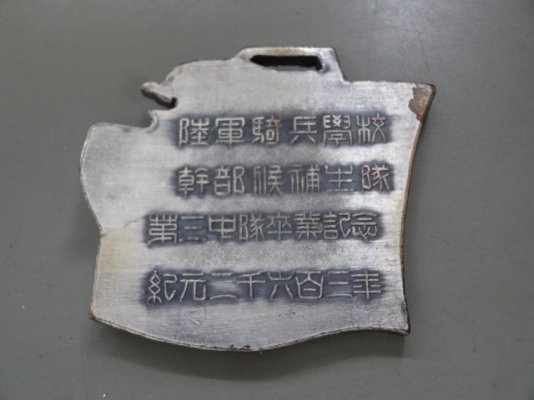 陸軍騎兵學校
幹部候補生隊
第三中隊卒業記念
紀元二千六百三年